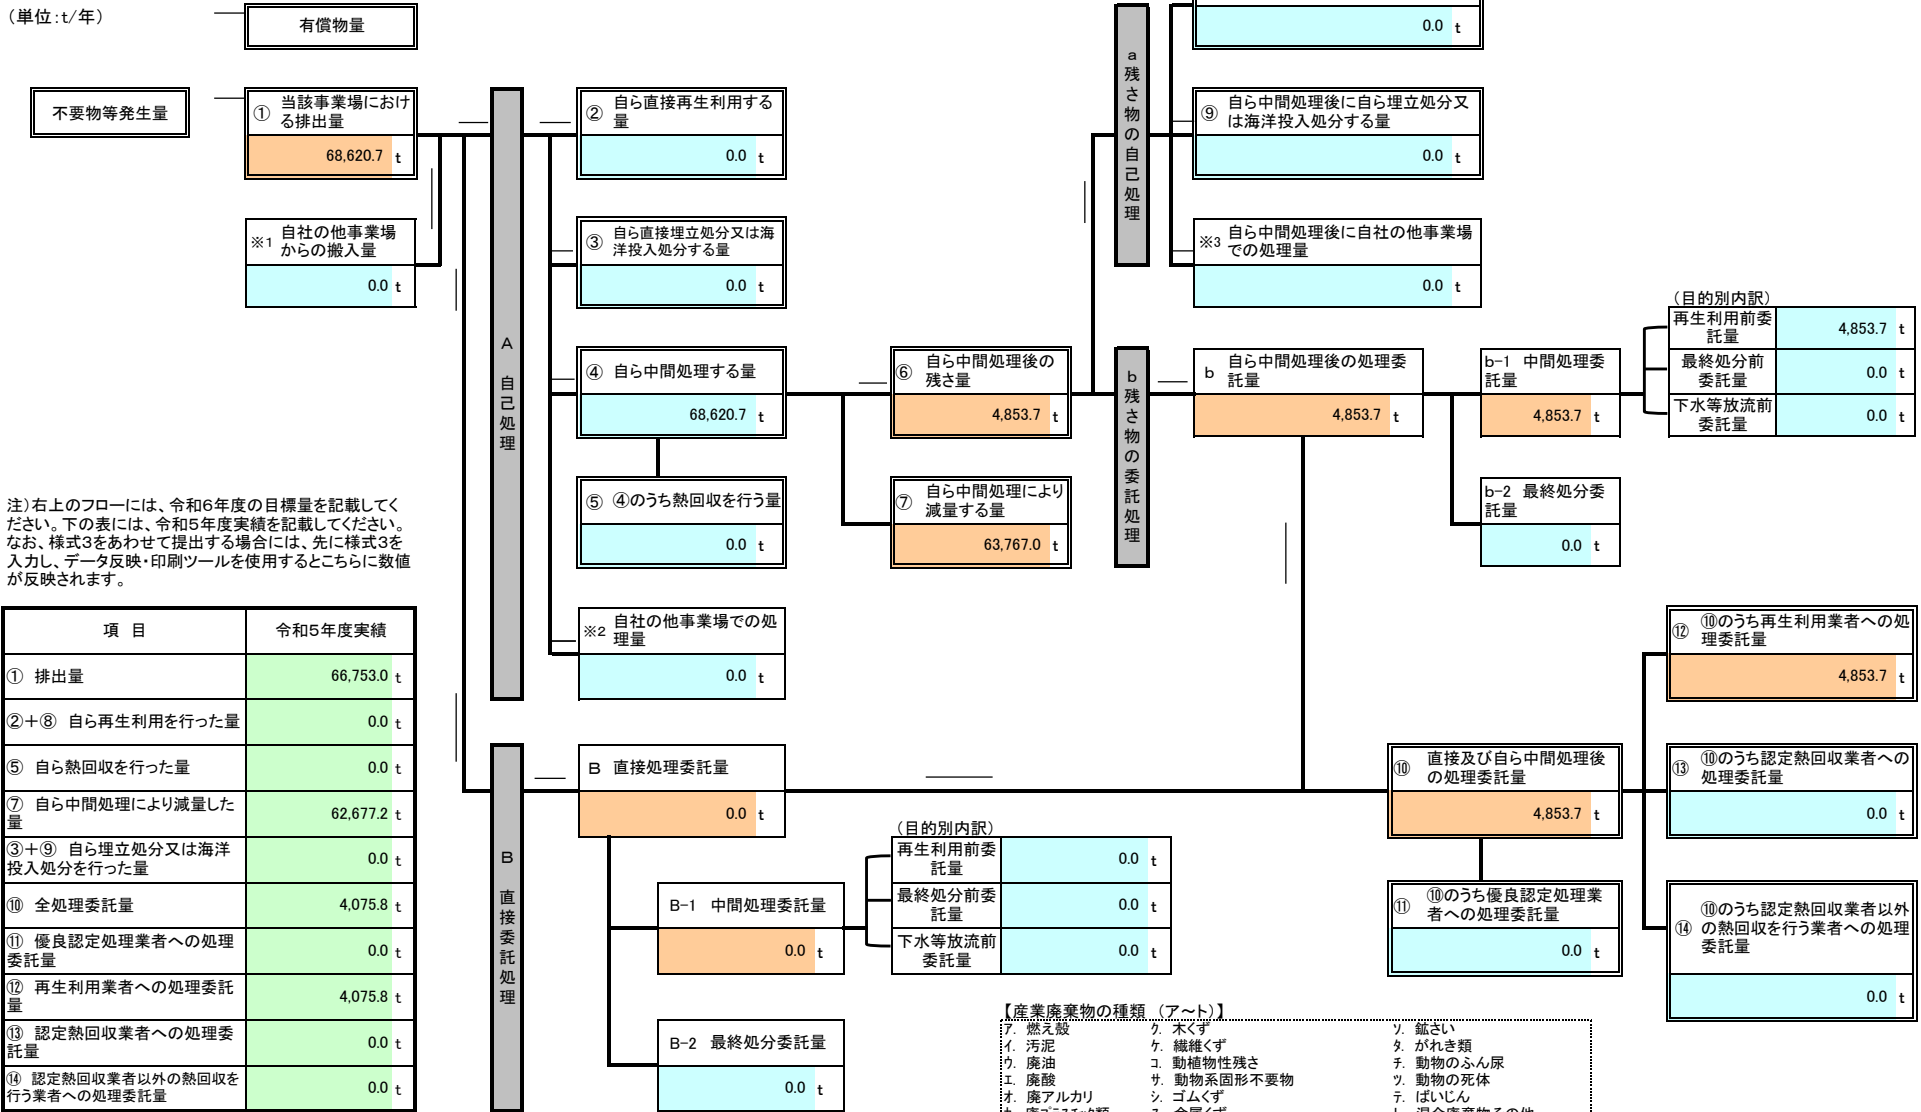 (単位:t/年)
有償物量
不要物等発生量
① 当該事業場におけ
る排出量
68,620.7 t
※1 自社の他事業場
からの搬入量
0.0 t
A 自己処理
② 自ら直接再生利用する
量
0.0 t
③ 自ら直接埋立処分又は海
洋投入処分する量
0.0 t
④ 自ら中間処理する量
68,620.7 t
⑤ ④のうち熱回収を行う量
0.0 t
※2 自社の他事業場での処
理量
0.0 t
⑥ 自ら中間処理後の
残さ量
4,853.7 t
⑦ 自ら中間処理により
減量する量
63,767.0 t
a 残さ物の自己処理
0.0 t
⑨ 自ら中間処理後に自ら埋立処分又
は海洋投入処分する量
0.0 t
※3 自ら中間処理後に自社の他事業場
での処理量
0.0 t
b 残さ物の委託処理
b 自ら中間処理後の処理委
託量
4,853.7 t
b-1 中間処理委
託量
4,853.7 t
(目的別内訳)
再生利用前委
託量
4,853.7 t
最終処分前
委託量
0.0 t
下水等放流前
委託量
0.0 t
b-2 最終処分委
託量
0.0 t
注)右上のフローには、令和6年度の目標量を記載してく
ださい。下の表には、令和5年度実績を記載してください。
なお、様式3をあわせて提出する場合には、先に様式3を
入力し、データ反映・印刷ツールを使用するとこちらに数値
が反映されます。
項 目 令和5年度実績
① 排出量 66,753.0 t
②+⑧ 自ら再生利用を行った量 0.0 t
⑤ 自ら熱回収を行った量 0.0 t
⑦ 自ら中間処理により減量した
量 62,677.2 t
③+⑨ 自ら埋立処分又は海洋
投入処分を行った量 0.0 t
⑩ 全処理委託量 4,075.8 t
⑪ 優良認定処理業者への処理
委託量 0.0 t
⑫ 再生利用業者への処理委託
量 4,075.8 t
⑬ 認定熱回収業者への処理委
託量 0.0 t
⑭ 認定熱回収業者以外の熱回収を
行う業者への処理委託量 0.0 t
B 直接委託処理
B 直接処理委託量
0.0 t
B-1 中間処理委託量
0.0 t
(目的別内訳)
再生利用前委
託量
0.0 t
最終処分前委
託量
0.0 t
下水等放流前
委託量
0.0 t
B-2 最終処分委託量
0.0 t
⑩ 直接及び自ら中間処理後
の処理委託量
4,853.7 t
⑪ ⑩のうち優良認定処理業
者への処理委託量
0.0 t
⑫ ⑩のうち再生利用業者への処
理委託量
4,853.7 t
⑬ ⑩のうち認定熱回収業者への
処理委託量
0.0 t
⑭ ⑩のうち認定熱回収業者以外
の熱回収を行う業者への処理
委託量
0.0 t
【産業廃棄物の種類 (ア~ト)】
ア. 燃え殻 ク. 木くず ソ. 鉱さい
イ. 汚泥 ケ. 繊維くず タ. がれき類
ウ. 廃油 コ. 動植物性残さ チ. 動物のふん尿
エ. 廃酸 サ. 動物系固形不要物 ツ. 動物の死体
オ. 廃アルカリ シ. ゴムくず テ. ばいじん